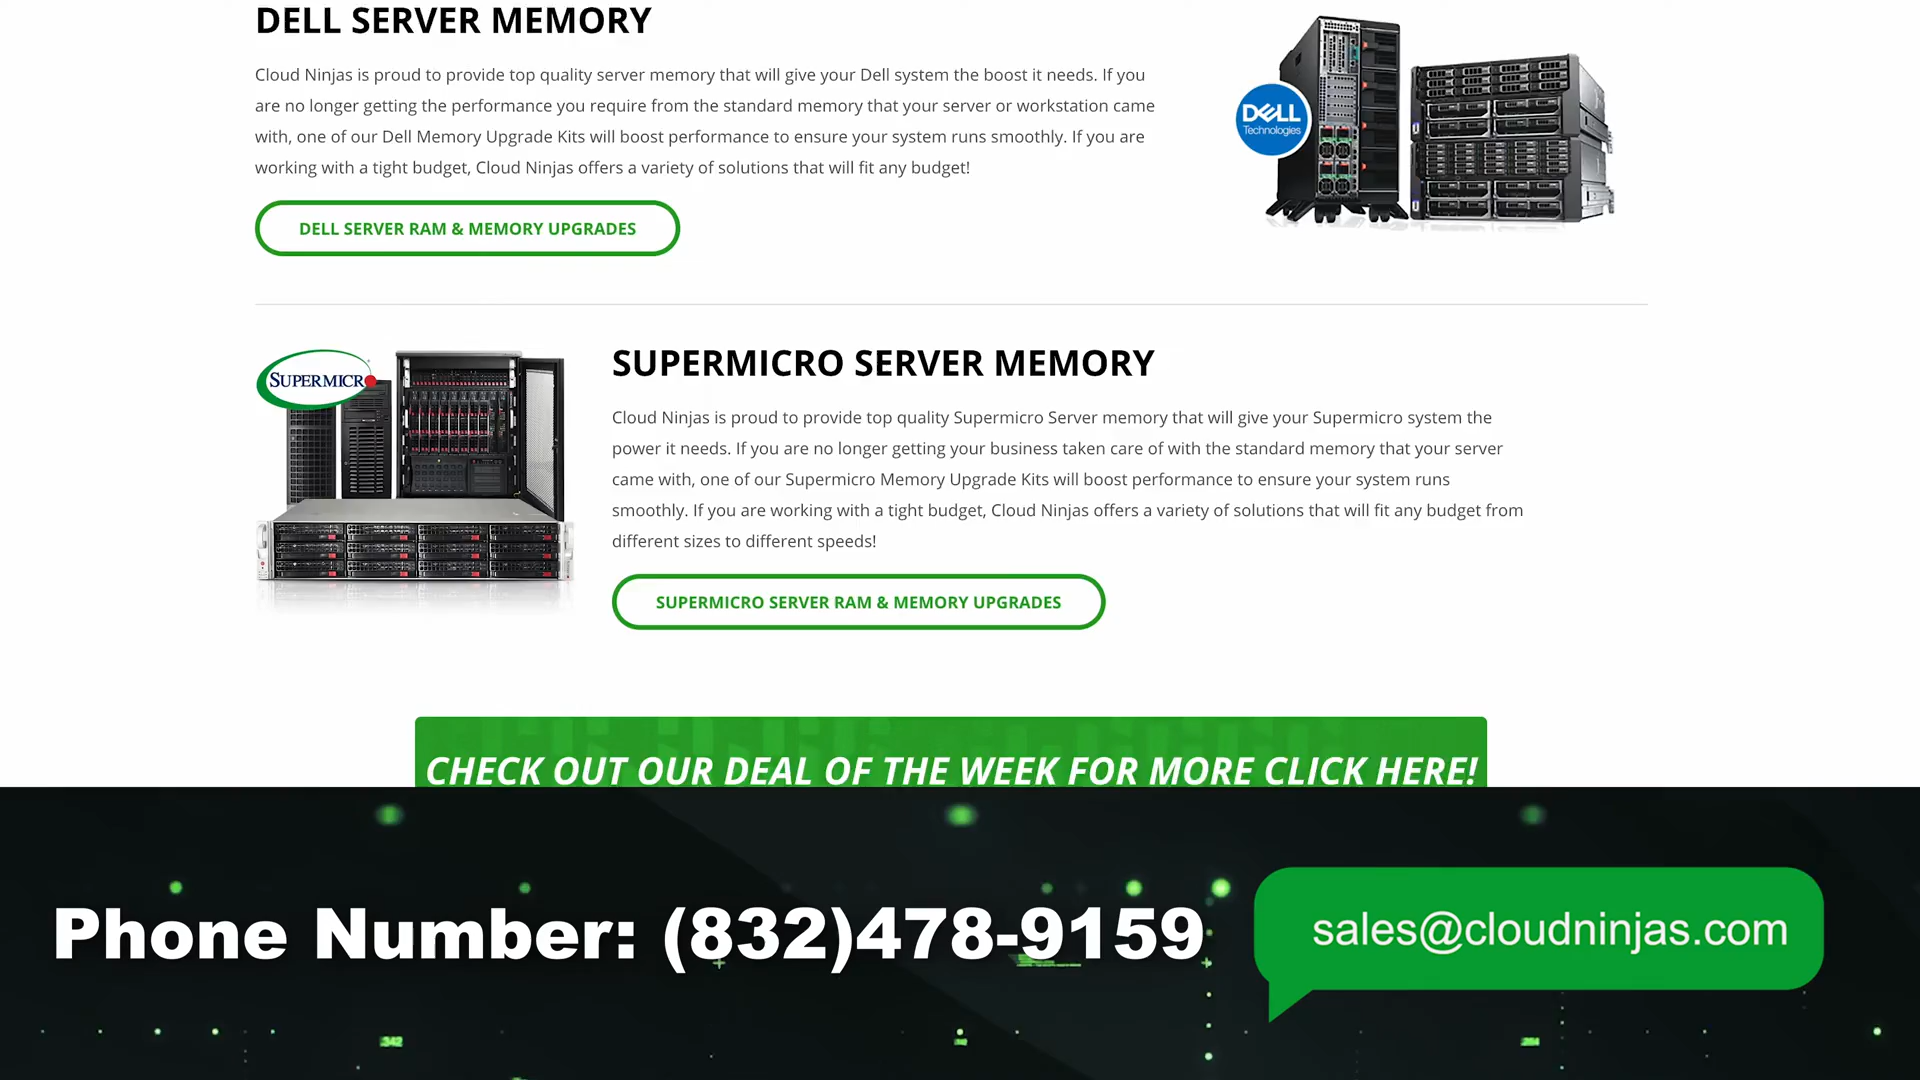 DELL SERVER MEMORY
Cloud Ninjas is proud to provide top quality server memory that will give your Dell system the boost it needs. If you
are no longer getting the performance you require from the standard memory that your server or workstation came
with, one of our Dell Memory Upgrade Kits will boost performance to ensure your system runs smoothly. If you are
working with a tight budget, Cloud Ninjas offers a variety of solutions that will fit any budget!
DELL SERVER RAM & MEMORY UPGRADES
DELL
Technologies
SUPERMICRO
SUPERMICRO SERVER MEMORY
Cloud Ninjas is proud to provide top quality Supermicro Server memory that will give your Supermicro system the
power it needs. If you are no longer getting your business taken care of with the standard memory that your server
came with, one of our Supermicro Memory Upgrade Kits will boost performance to ensure your system runs
smoothly. If you are working with a tight budget, Cloud Ninjas offers a variety of solutions that will fit any budget from
different sizes to different speeds!
SUPERMICRO SERVER RAM & MEMORY UPGRADES
CHECK OUT OUR DEAL OF THE WEEK FOR MORE CLICK HERE!
Phone Number: (832)478-9159
sales@cloudninjas.com